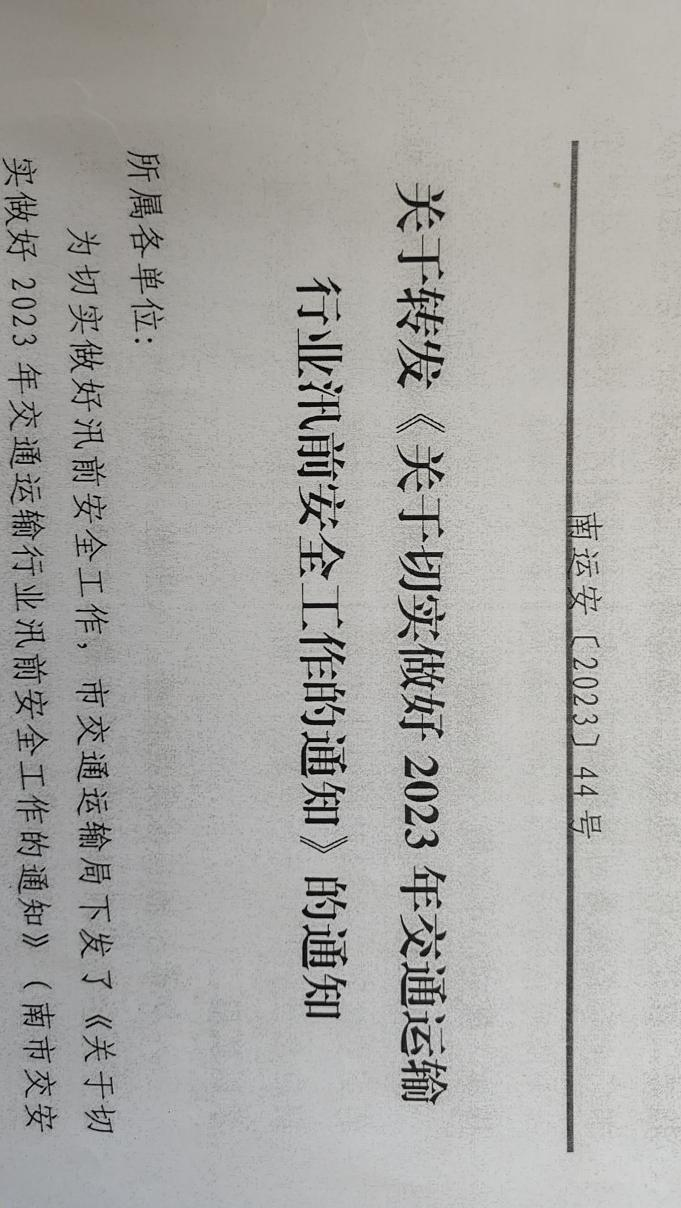 南运安〔2023〕44号
关于转发《关于切实做好2023年交通运输
行业汛前安全工作的通知》的通知
所属各单位：
为切实做好汛前安全工作，市交通运输局下发了《关于切
实做好2023年交通运输行业汛前安全工作的通知》（南市交安